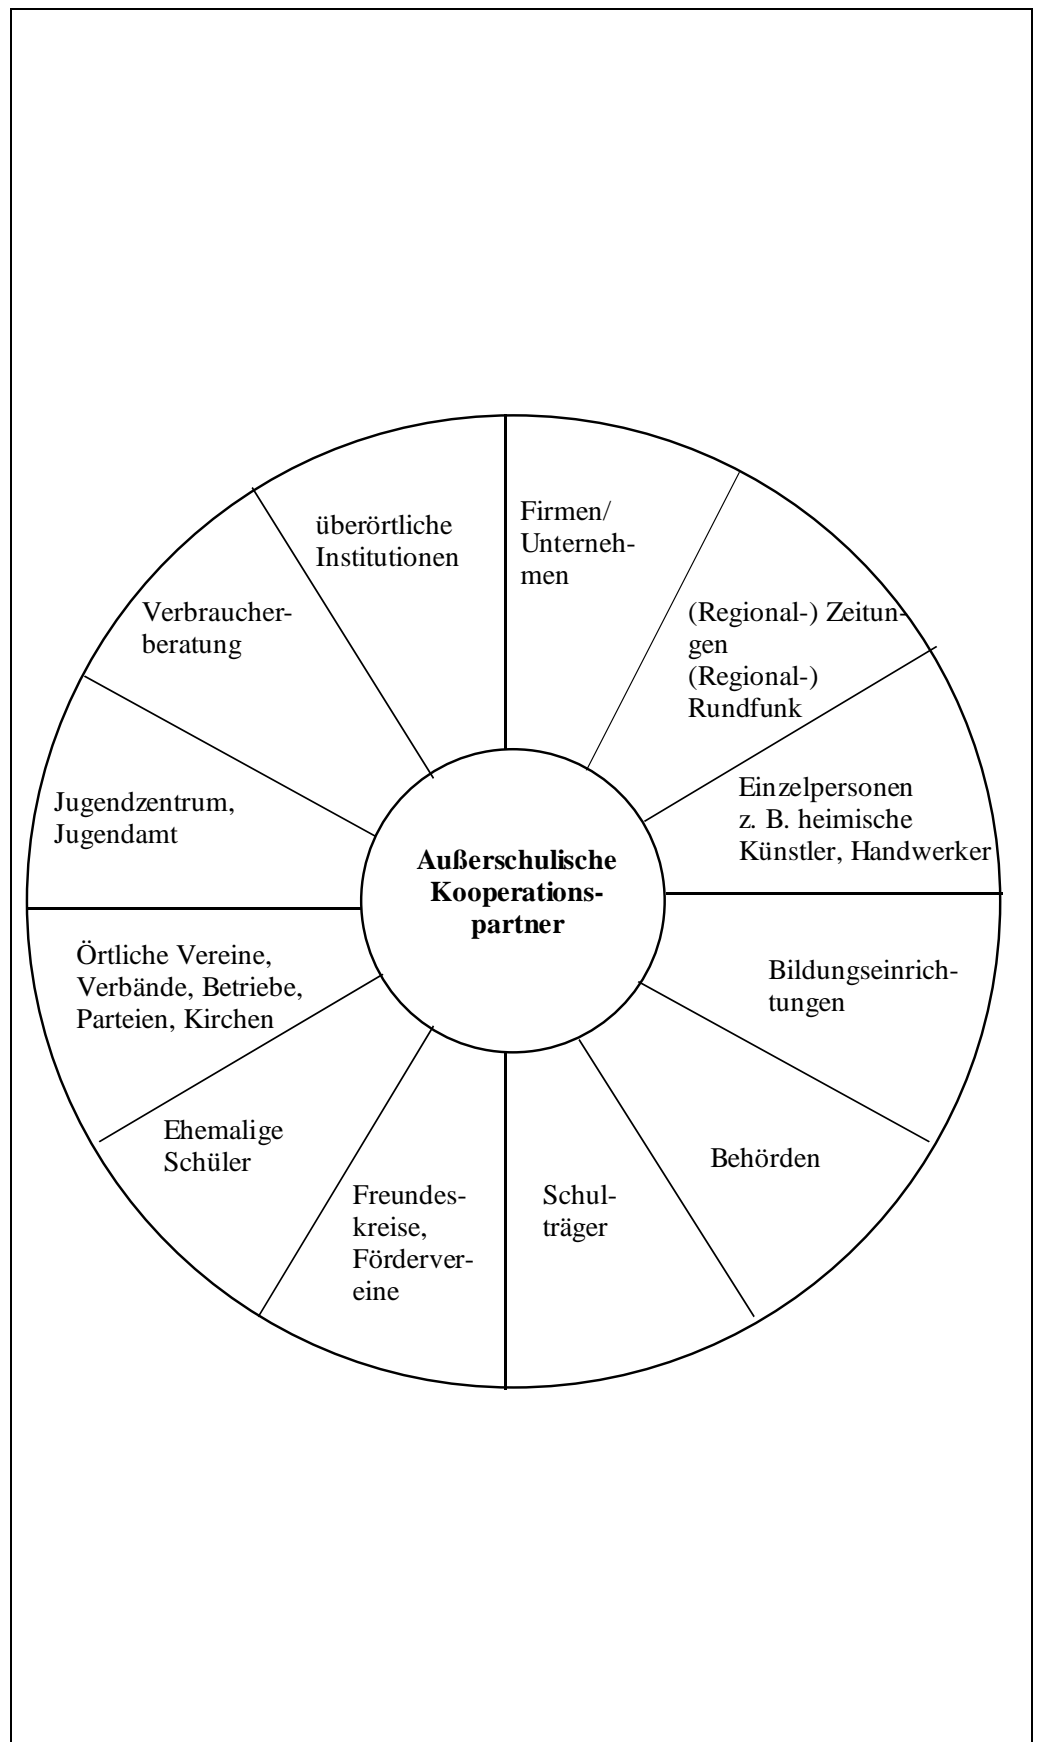 überörtliche
Institutionen
Firmen/
Unterneh-
men
(Regional-) Zeitun-
gen
(Regional-)
Rundfunk
Einzelpersonen
z. B. heimische
Künstler, Handwerker
Bildungseinrich-
tungen
Behörden
Schul-
träger
Freundes-
kreise,
Förderver-
eine
Ehemalige
Schüler
Örtliche Vereine,
Verbände, Betriebe,
Parteien, Kirchen
Jugendzentrum,
Jugendamt
Verbraucher-
beratung
Außerschulische
Kooperations-
partner